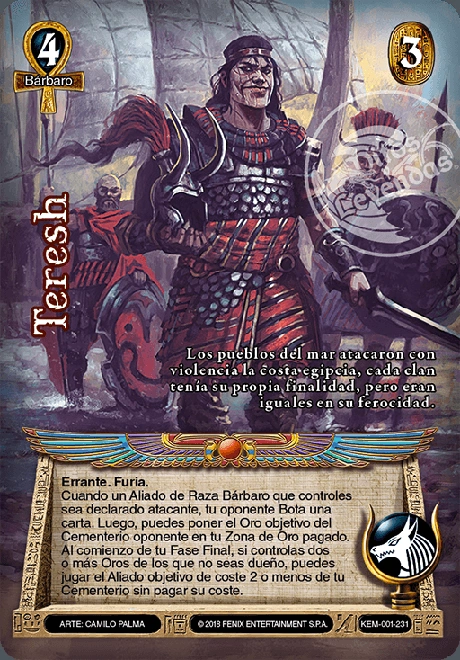 4
Bárbaro
3
Mitos y Leyendas
Teresh
Los pueblos del mar atacaron con
violencia la costa egipcia, cada clan
tenía su propia finalidad, pero eran
iguales en su ferocidad.
Errante. Furia.
Cuando un Aliado de Raza Bárbaro que controles
sea declarado atacante, tu oponente Bota una
carta. Luego, puedes poner el Oro objetivo del
Cementerio oponente en tu Zona de Oro pagado.
Al comienzo de tu Fase Final, si controlas dos
o más Oros de los que no seas dueño, puedes
jugar el Aliado objetivo de coste 2 o menos de tu
Cementerio sin pagar su coste.
ARTE: CAMILO PALMA
© 2018 FENIX ENTERTAINMENT S.P.A.
KEM-001-231